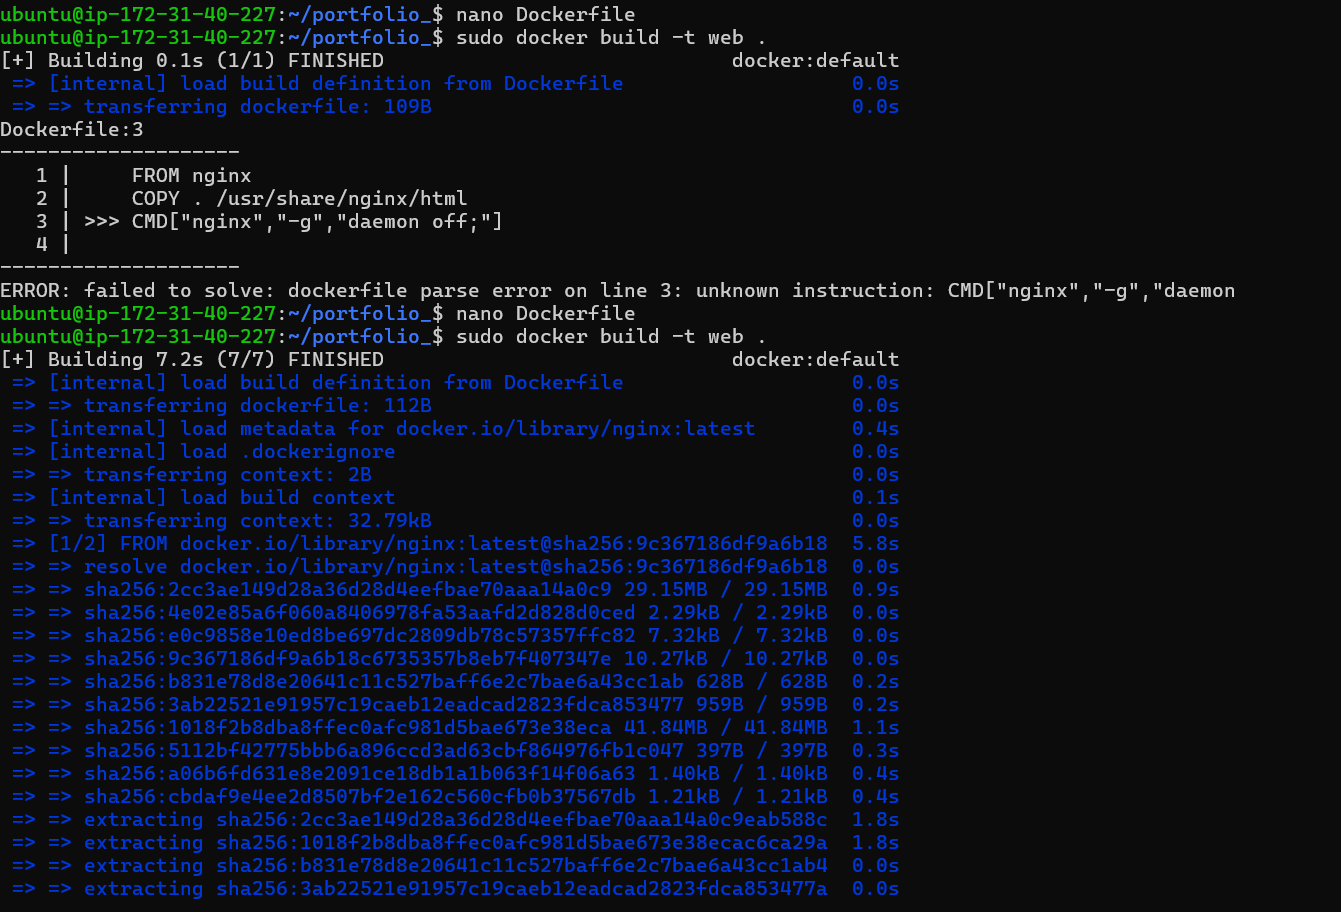 ubuntu@ip-172-31-40-227:~/portfolio_$ nano Dockerfile
ubuntu@ip-172-31-40-227:~/portfolio_$ sudo docker build -t web .
[+] Building 0.1s (1/1) FINISHED docker:default
=> [internal] load build definition from Dockerfile 0.0s
=> => transferring dockerfile: 109B 0.0s
Dockerfile:3
--------------------
1 | FROM nginx
2 | COPY . /usr/share/nginx/html
3 | >>> CMD["nginx","-g","daemon off;"]
4 |
--------------------
ERROR: failed to solve: dockerfile parse error on line 3: unknown instruction: CMD["nginx","-g","daemon
ubuntu@ip-172-31-40-227:~/portfolio_$ nano Dockerfile
ubuntu@ip-172-31-40-227:~/portfolio_$ sudo docker build -t web .
[+] Building 7.2s (7/7) FINISHED docker:default
=> [internal] load build definition from Dockerfile 0.0s
=> => transferring dockerfile: 112B 0.0s
=> [internal] load metadata for docker.io/library/nginx:latest 0.4s
=> [internal] load .dockerignore 0.0s
=> => transferring context: 2B 0.0s
=> [internal] load build context 0.1s
=> => transferring context: 32.79kB 0.0s
=> [1/2] FROM docker.io/library/nginx:latest@sha256:9c367186df9a6b18 5.8s
=> => resolve docker.io/library/nginx:latest@sha256:9c367186df9a6b18 0.0s
=> => sha256:2cc3ae149d28a36d28d4eefbae70aaa14a0c9 29.15MB / 29.15MB 0.9s
=> => sha256:4e02e85a6f060a8406978fa53aafd2d828d0ced 2.29kB / 2.29kB 0.0s
=> => sha256:e0c9858e10ed8be697dc2809db78c57357ffc82 7.32kB / 7.32kB 0.0s
=> => sha256:9c367186df9a6b18c6735357b8eb7f407347e 10.27kB / 10.27kB 0.0s
=> => sha256:b831e78d8e20641c11c527baff6e2c7bae6a43cc1ab 628B / 628B 0.2s
=> => sha256:3ab22521e91957c19caeb12eadcad2823fdca853477 959B / 959B 0.2s
=> => sha256:1018f2b8dba8ffec0afc981d5bae673e38eca 41.84MB / 41.84MB 1.1s
=> => sha256:5112bf42775bbb6a896ccd3ad63cbf864976fb1c047 397B / 397B 0.3s
=> => sha256:a06b6fd631e8e2091ce18db1a1b063f14f06a63 1.40kB / 1.40kB 0.4s
=> => sha256:cbdaf9e4ee2d8507bf2e162c560cfb0b37567db 1.21kB / 1.21kB 0.4s
=> => extracting sha256:2cc3ae149d28a36d28d4eefbae70aaa14a0c9eab588c 1.8s
=> => extracting sha256:1018f2b8dba8ffec0afc981d5bae673e38ecac6ca29a 1.8s
=> => extracting sha256:b831e78d8e20641c11c527baff6e2c7bae6a43cc1ab4 0.0s
=> => extracting sha256:3ab22521e91957c19caeb12eadcad2823fdca853477a 0.0s